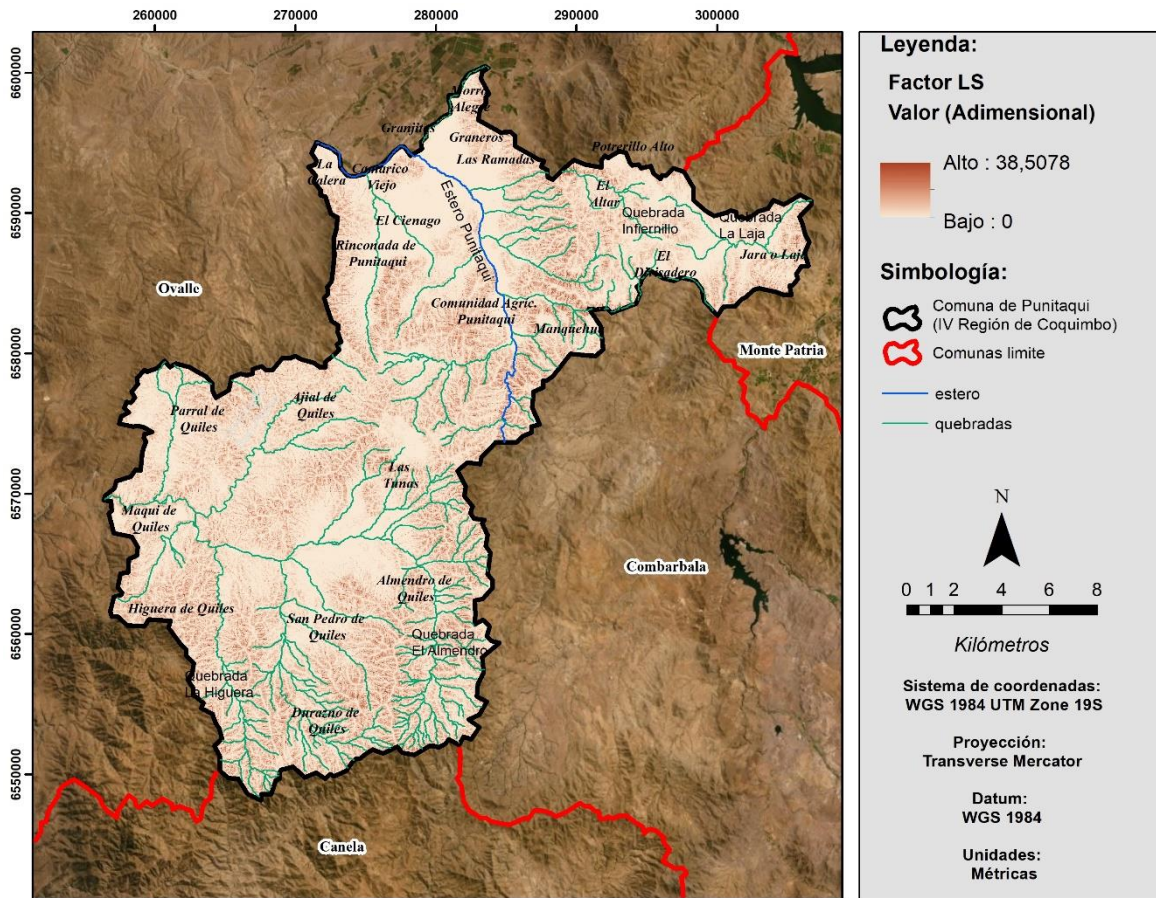 260000 270000 280000 290000 300000
6600000
6590000
6580000
6570000
6560000
6550000
Morro
Alegre
Granjitas
Graneros
Las Ramadas
Potrerillo Alto
La
Calera
Camarico
Viejo
El Cienago
Estero Punitaqui
El
Altar
Quebrada
Infiernillo
Quebrada
La Laja
Jara o Laja
Rinconada de
Punitaqui
El
Divisadero
Ovalle
Comunidad Agric.
Punitaqui
Manquehua
Monte Patria
Parral de
Quiles
Ajial de
Quiles
Las
Tunas
Maqui de
Quiles
Combarbala
Almendro de
Quiles
Higuera de Quiles
San Pedro de
Quiles
Quebrada
El Almendro
Quebrada
La Higuera
Durazno de
Quiles
Canela
Leyenda:
Factor LS
Valor (Adimensional)
Alto : 38,5078
Bajo : 0
Simbología:
Comuna de Punitaqui
(IV Región de Coquimbo)
Comunas limite
estero
quebradas
N
0 1 2 4 6 8
Kilómetros
Sistema de coordenadas:
WGS 1984 UTM Zone 19S
Proyección:
Transverse Mercator
Datum:
WGS 1984
Unidades:
Métricas